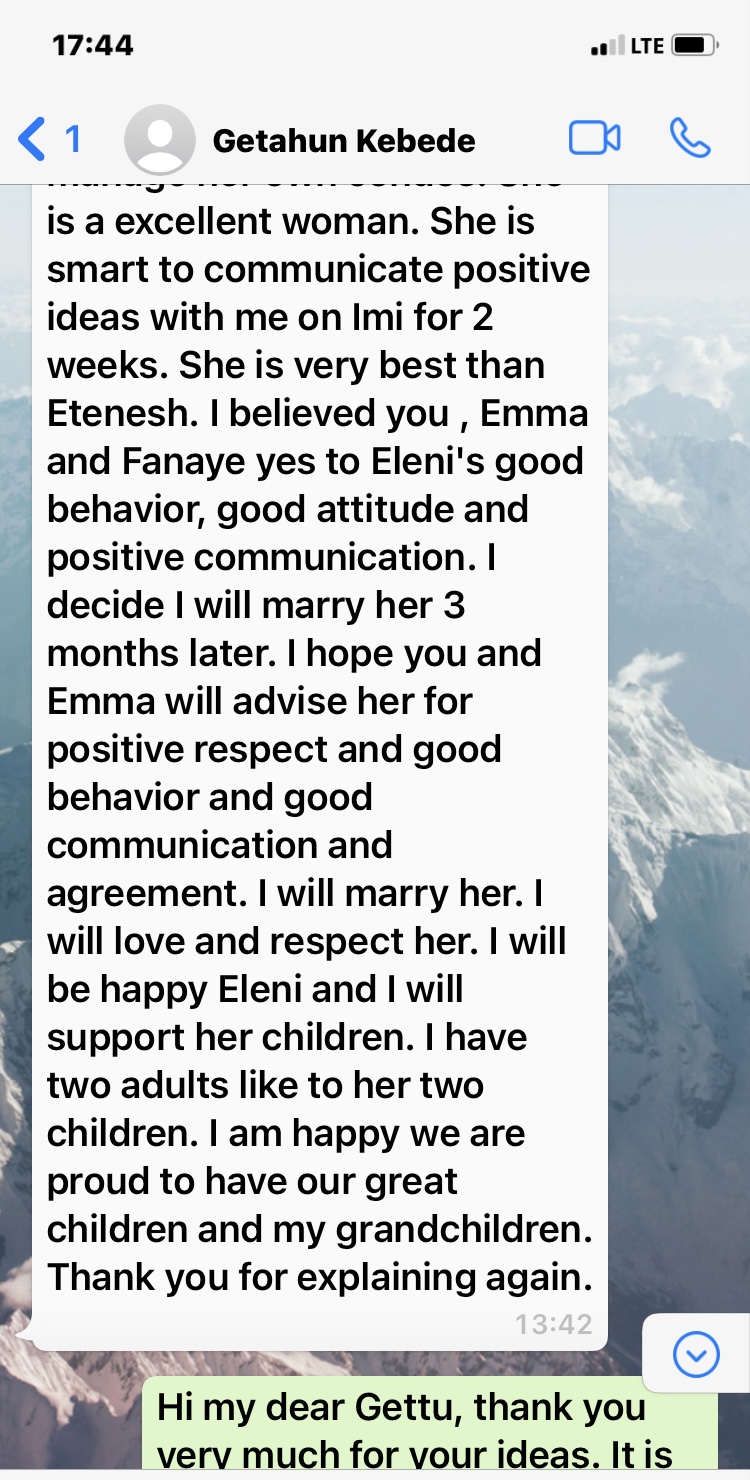 17:44
LTE
1
Getahun Kebede
is a excellent woman. She is
smart to communicate positive
ideas with me on Imi for 2
weeks. She is very best than
Etenesh. I believed you , Emma
and Fanaye yes to Eleni's good
behavior, good attitude and
positive communication. I
decide I will marry her 3
months later. I hope you and
Emma will advise her for
positive respect and good
behavior and good
communication and
agreement. I will marry her. I
will love and respect her. I will
be happy Eleni and I will
support her children. I have
two adults like to her two
children. I am happy we are
proud to have our great
children and my grandchildren.
Thank you for explaining again.
13:42
Hi my dear Gettu, thank you
very much for your ideas. It is